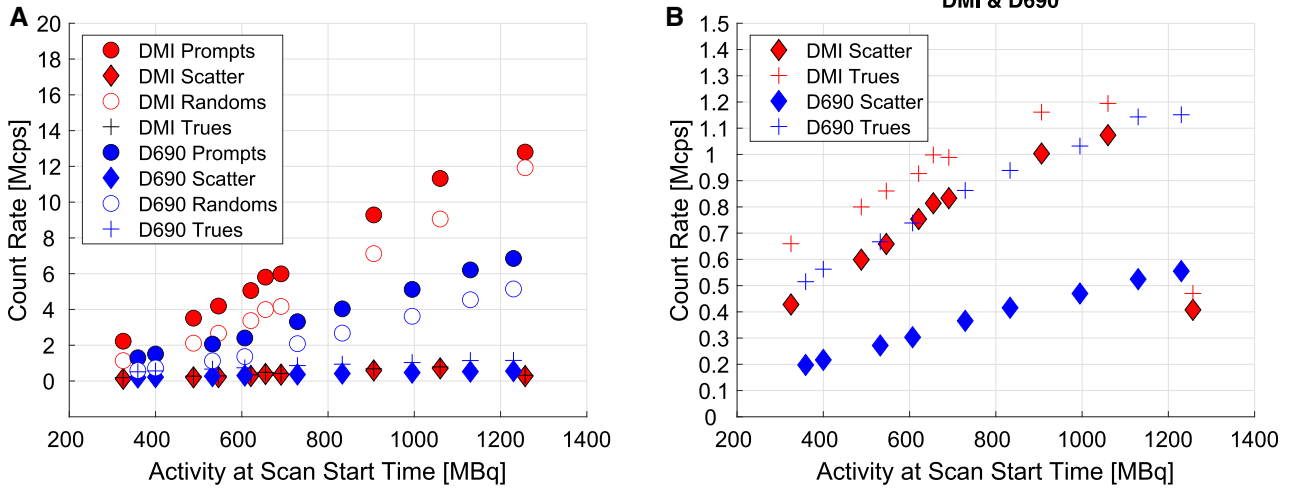 A
20
18
16
14
12
10
8
6
4
2
0
200
400
600
800
1000
1200
1400
Count Rate [Mcps]
Activity at Scan Start Time [MBq]
DMI Prompts
DMI Scatter
DMI Randoms
DMI Trues
D690 Prompts
D690 Scatter
D690 Randoms
D690 Trues
B
DMI & D690
1.5
1.4
1.3
1.2
1.1
1
0.9
0.8
0.7
0.6
0.5
0.4
0.3
0.2
0.1
0
200
400
600
800
1000
1200
1400
Count Rate [Mcps]
Activity at Scan Start Time [MBq]
DMI Scatter
DMI Trues
D690 Scatter
D690 Trues